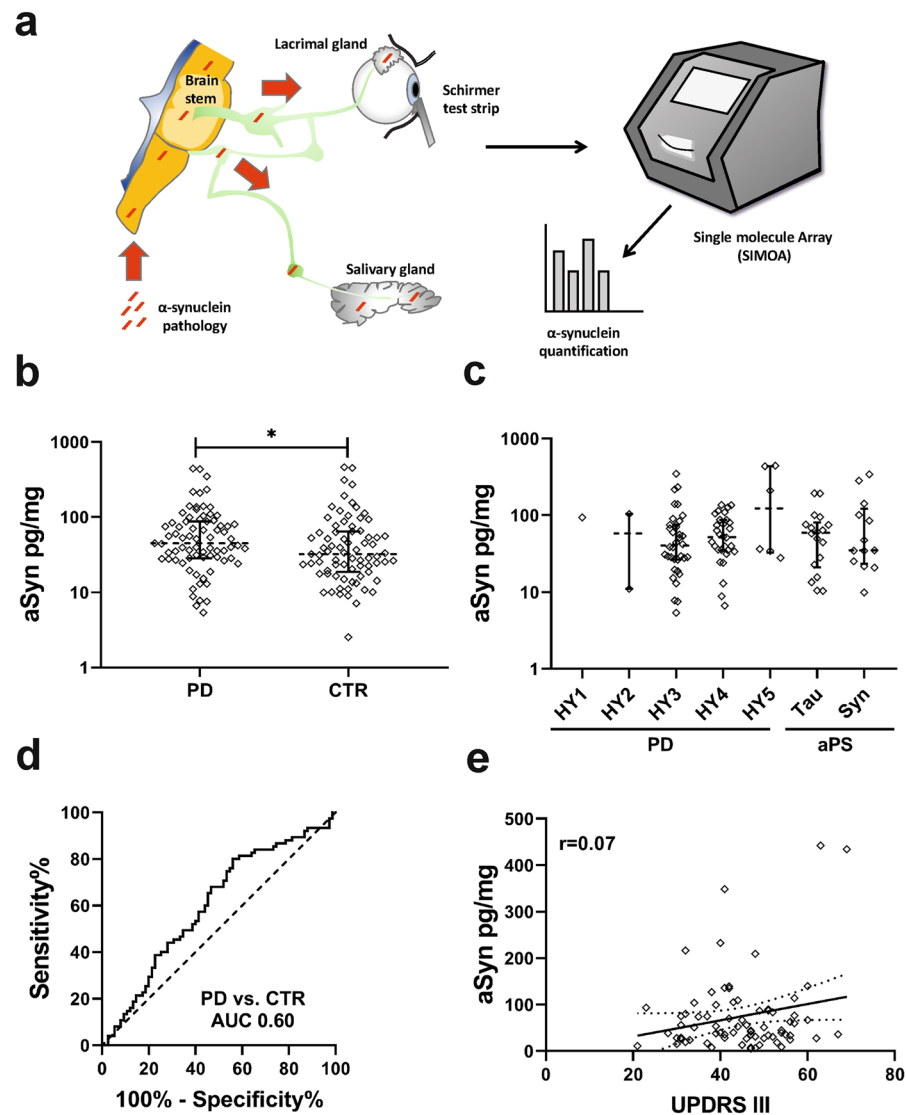 a
Lacrimal gland
Brain
stem
Schirmer
test strip
Single molecule Array
(SIMOA)
Salivary gland
α-synuclein
pathology
α-synuclein
quantification
b
aSyn pg/mg
1000
100
10
1
*
PD
CTR
c
aSyn pg/mg
1000
100
10
1
HY1
HY2
HY3
HY4
HY5
Tau
Syn
PD
aPS
d
Sensitivity%
100
80
60
40
20
0
PD vs. CTR
AUC 0.60
0
20
40
60
80
100
100% - Specificity%
e
aSyn pg/mg
500
400
300
200
100
0
r=0.07
0
20
40
60
80
UPDRS III